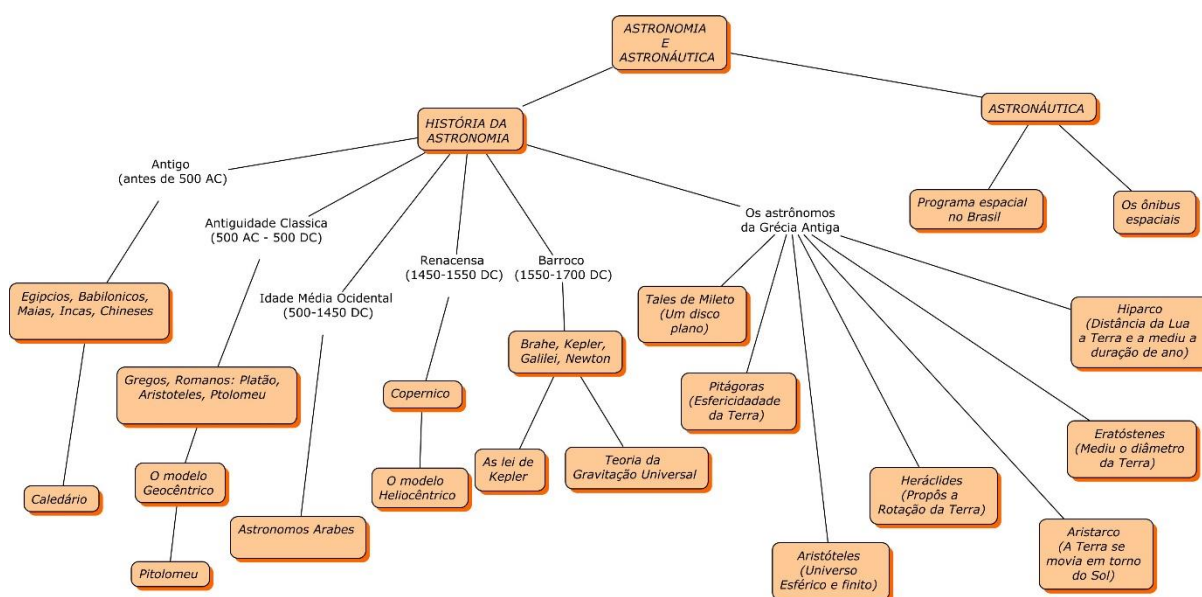 ASTRONOMIA
E
ASTRONÁUTICA
HISTÓRIA DA
ASTRONOMIA
ASTRONÁUTICA
Programa espacial
no Brasil
Os ônibus
espaciais
Antigo
(antes de 500 AC)
Egipcios, Babilonicos,
Maias, Incas, Chineses
Caledário
Antiguidade Classica
(500 AC - 500 DC)
Gregos, Romanos: Platão,
Aristoteles, Ptolomeu
O modelo
Geocêntrico
Pitolomeu
Idade Média Ocidental
(500-1450 DC)
Astronomos Arabes
Renacensa
(1450-1550 DC)
Copernico
O modelo
Heliocêntrico
Barroco
(1550-1700 DC)
Brahe, Kepler,
Galilei, Newton
As lei de
Kepler
Teoria da
Gravitação Universal
Os astrônomos
da Grécia Antiga
Tales de Mileto
(Um disco
plano)
Pitágoras
(Esfericidadade
da Terra)
Aristóteles
(Universo
Esférico e finito)
Heráclides
(Propôs a
Rotação da Terra)
Aristarco
(A Terra se
movia em torno
do Sol)
Eratóstenes
(Mediu o diâmetro
da Terra)
Hiparco
(Distância da Lua
a Terra e a mediu a
duração de ano)